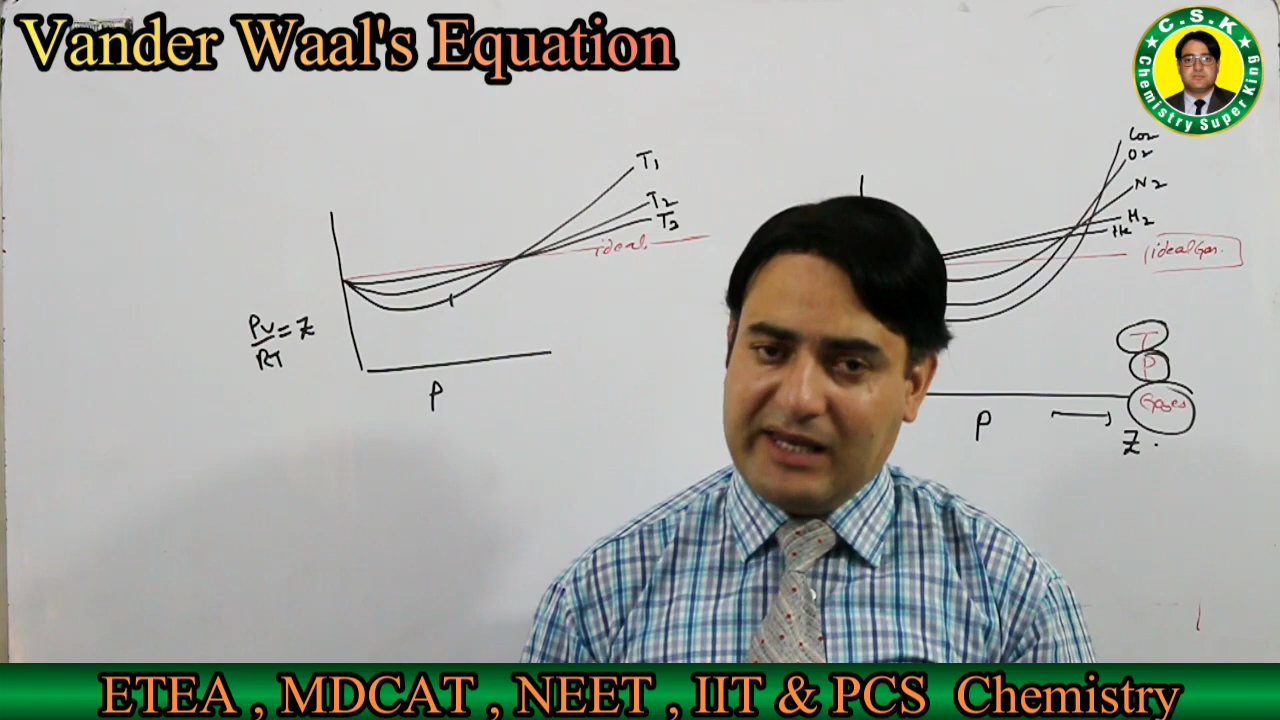 Vander Waal's Equation
C.S.K
Chemistry Super King
T1
T2
T3
ideal.
PV/RT = Z
P
CO2
O2
N2
H2
He
ideal Gas.
T
P
Gases
P
Z.
ETEA , MDCAT , NEET , IIT & PCS Chemistry